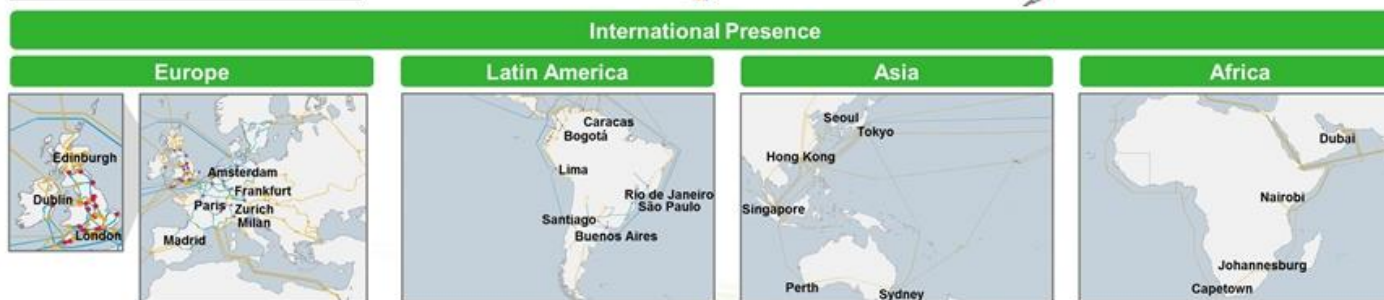 International Presence
Europe
Latin America
Asia
Africa
Edinburgh
Dublin
London
Amsterdam
Frankfurt
Paris
Zurich
Milan
Madrid
Caracas
Bogotá
Lima
Rio de Janeiro
São Paulo
Santiago
Buenos Aires
Seoul
Tokyo
Hong Kong
Singapore
Perth
Sydney
Dubai
Nairobi
Johannesburg
Capetown